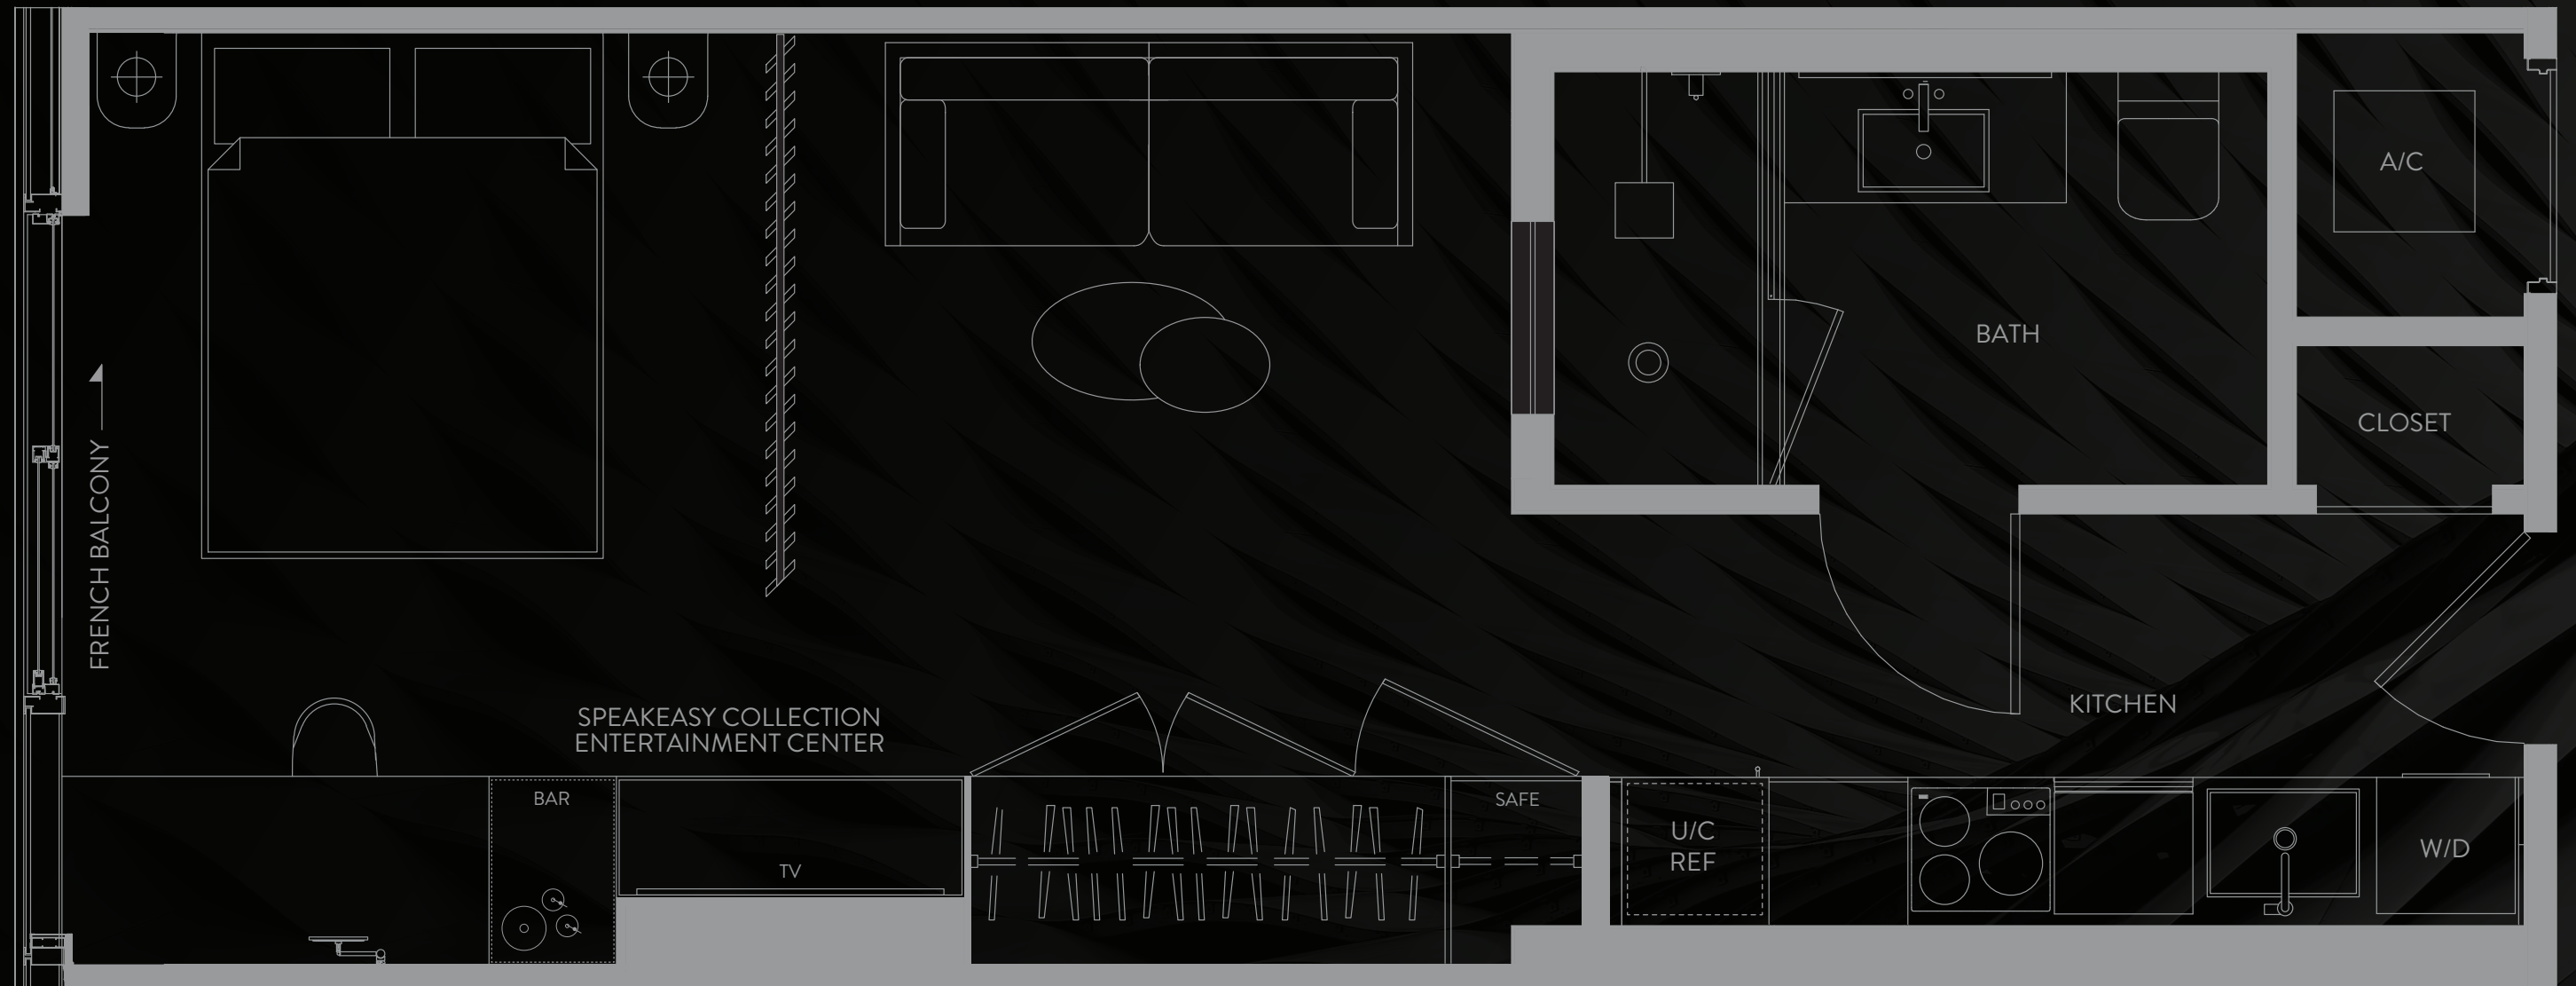 A/C
BATH
CLOSET
FRENCH BALCONY
KITCHEN
SPEAKEASY COLLECTION
ENTERTAINMENT CENTER
BAR
TV
SAFE
U/C
REF
W/D